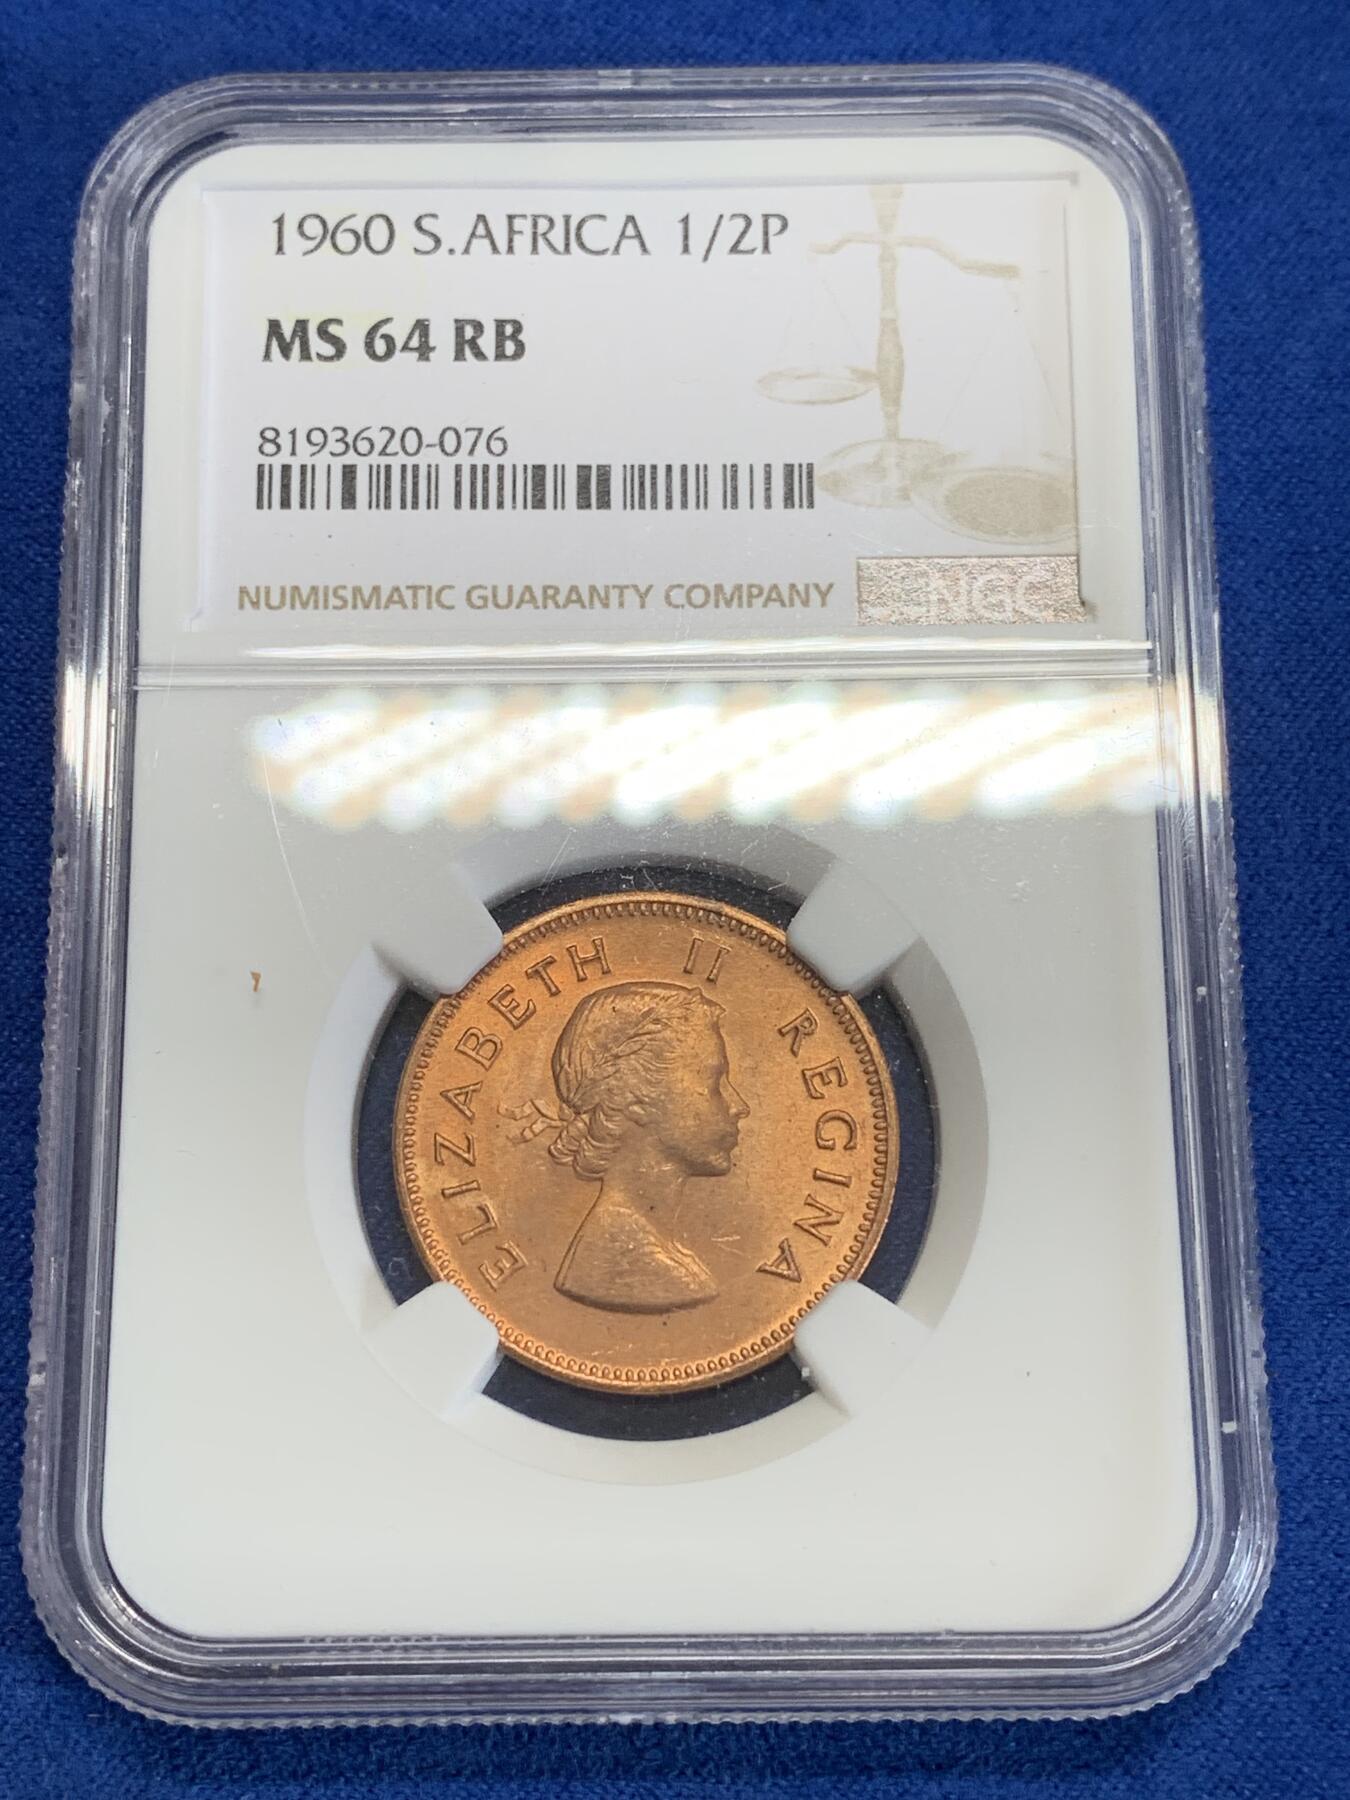 1960 S.AFRICA 1/2P
MS 64 RB
8193620-076
NUMISMATIC GUARANTY COMPANY
NGC
ELIZABETH II REGINA